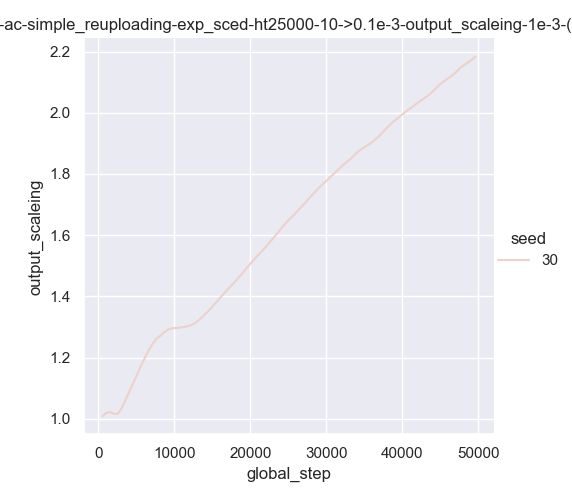 -ac-simple_reuploading-exp_sced-ht25000-10->0.1e-3-output_scaleing-1e-3-(
2.2
2.0
1.8
1.6
1.4
1.2
1.0
output_scaleing
0 10000 20000 30000 40000 50000
global_step
seed
30